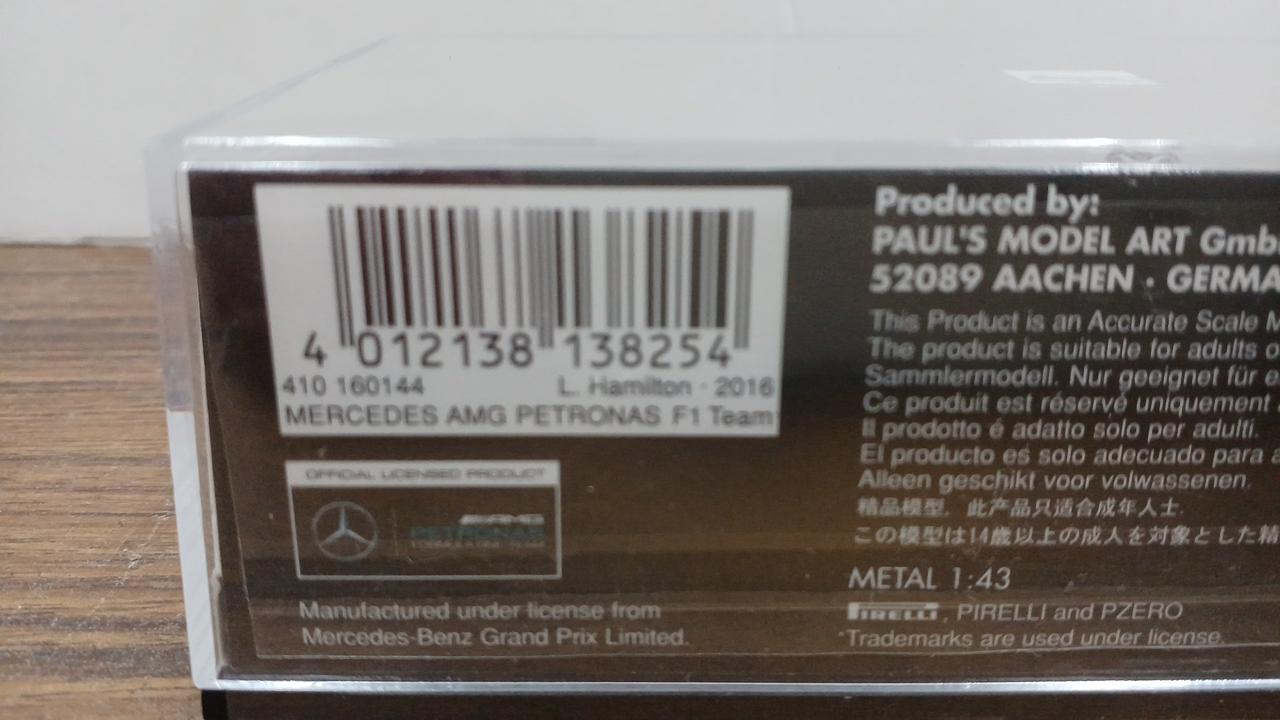 4 012138 138254
410 160144 L. Hamilton · 2016
MERCEDES AMG PETRONAS F1 Team
OFFICIAL LICENSED PRODUCT
AMG
PETRONAS
Manufactured under license from
Mercedes-Benz Grand Prix Limited.
Produced by:
PAUL'S MODEL ART Gmb
52089 AACHEN · GERMA
This Product is an Accurate Scale M
The product is suitable for adults o
Sammlermodell. Nur geeignet für e
Ce produit est réservé uniquement
Il prodotto é adatto solo per adulti.
El producto es solo adecuado para a
Alleen geschikt voor volwassenen.
精品模型. 此产品只适合成年人士.
この模型は14歳以上の成人を対象とした精
METAL 1:43
PIRELLI, PIRELLI and PZERO
Trademarks are used under license.